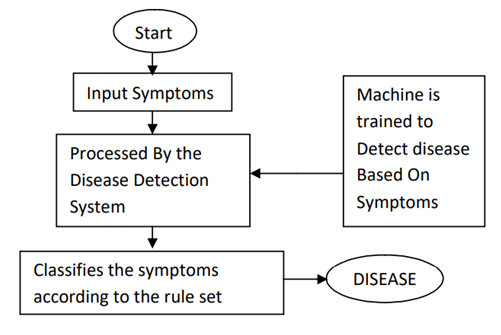 Start
Input Symptoms
Processed By the
Disease Detection
System
Machine is
trained to
Detect disease
Based On
Symptoms
Classifies the symptoms
according to the rule set
DISEASE